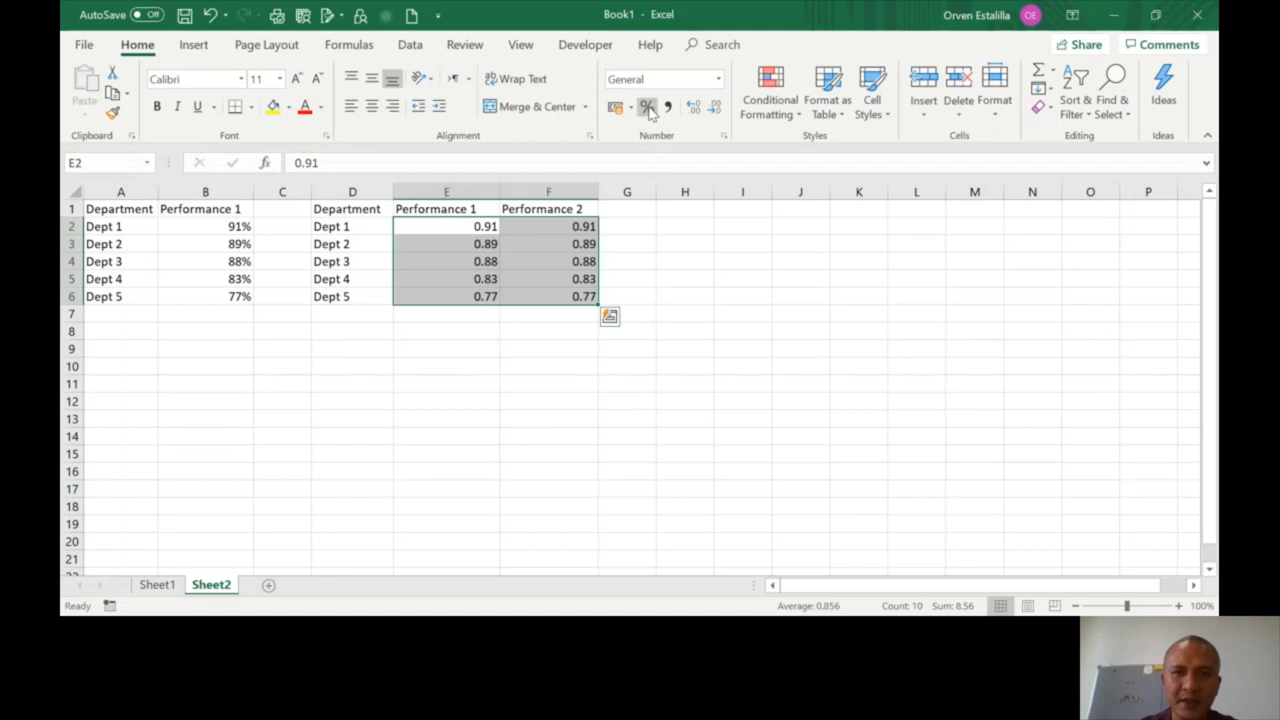 AutoSave Off Book1 - Excel Orven Estalilla OE
File Home Insert Page Layout Formulas Data Review View Developer Help Search Share Comments
Paste Calibri 11 A A Wrap Text General Conditional Formatting Format as Table Cell Styles Insert Delete Format Sort & Filter Find & Select Ideas
B I U A Merge & Center %
Clipboard Font Alignment Number Styles Cells Editing Ideas
E2 fx 0.91
A B C D E F G H I J K L M N O P
1 Department Performance 1 Department Performance 1 Performance 2
2 Dept 1 91% Dept 1 0.91 0.91
3 Dept 2 89% Dept 2 0.89 0.89
4 Dept 3 88% Dept 3 0.88 0.88
5 Dept 4 83% Dept 4 0.83 0.83
6 Dept 5 77% Dept 5 0.77 0.77
7
8
9
10
11
12
13
14
15
16
17
18
19
20
21
Sheet1 Sheet2
Ready Average: 0.856 Count: 10 Sum: 8.56 100%